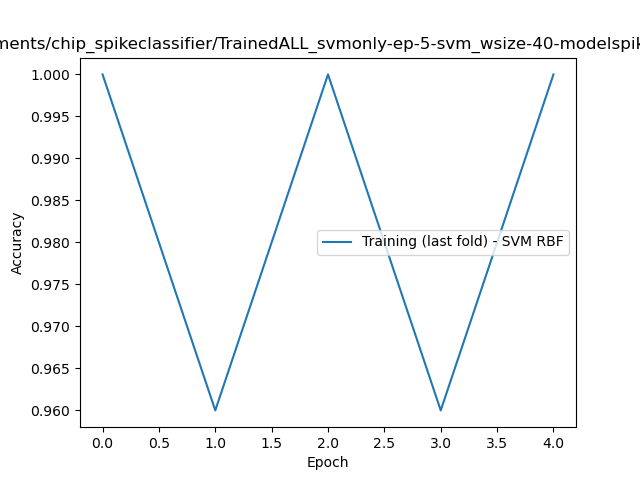 ments/chip_spikeclassifier/TrainedALL_svmonly-ep-5-svm_wsize-40-modelspik
1.000
0.995
0.990
0.985
0.980
0.975
0.970
0.965
0.960
Accuracy
Training (last fold) - SVM RBF
0.0 0.5 1.0 1.5 2.0 2.5 3.0 3.5 4.0
Epoch